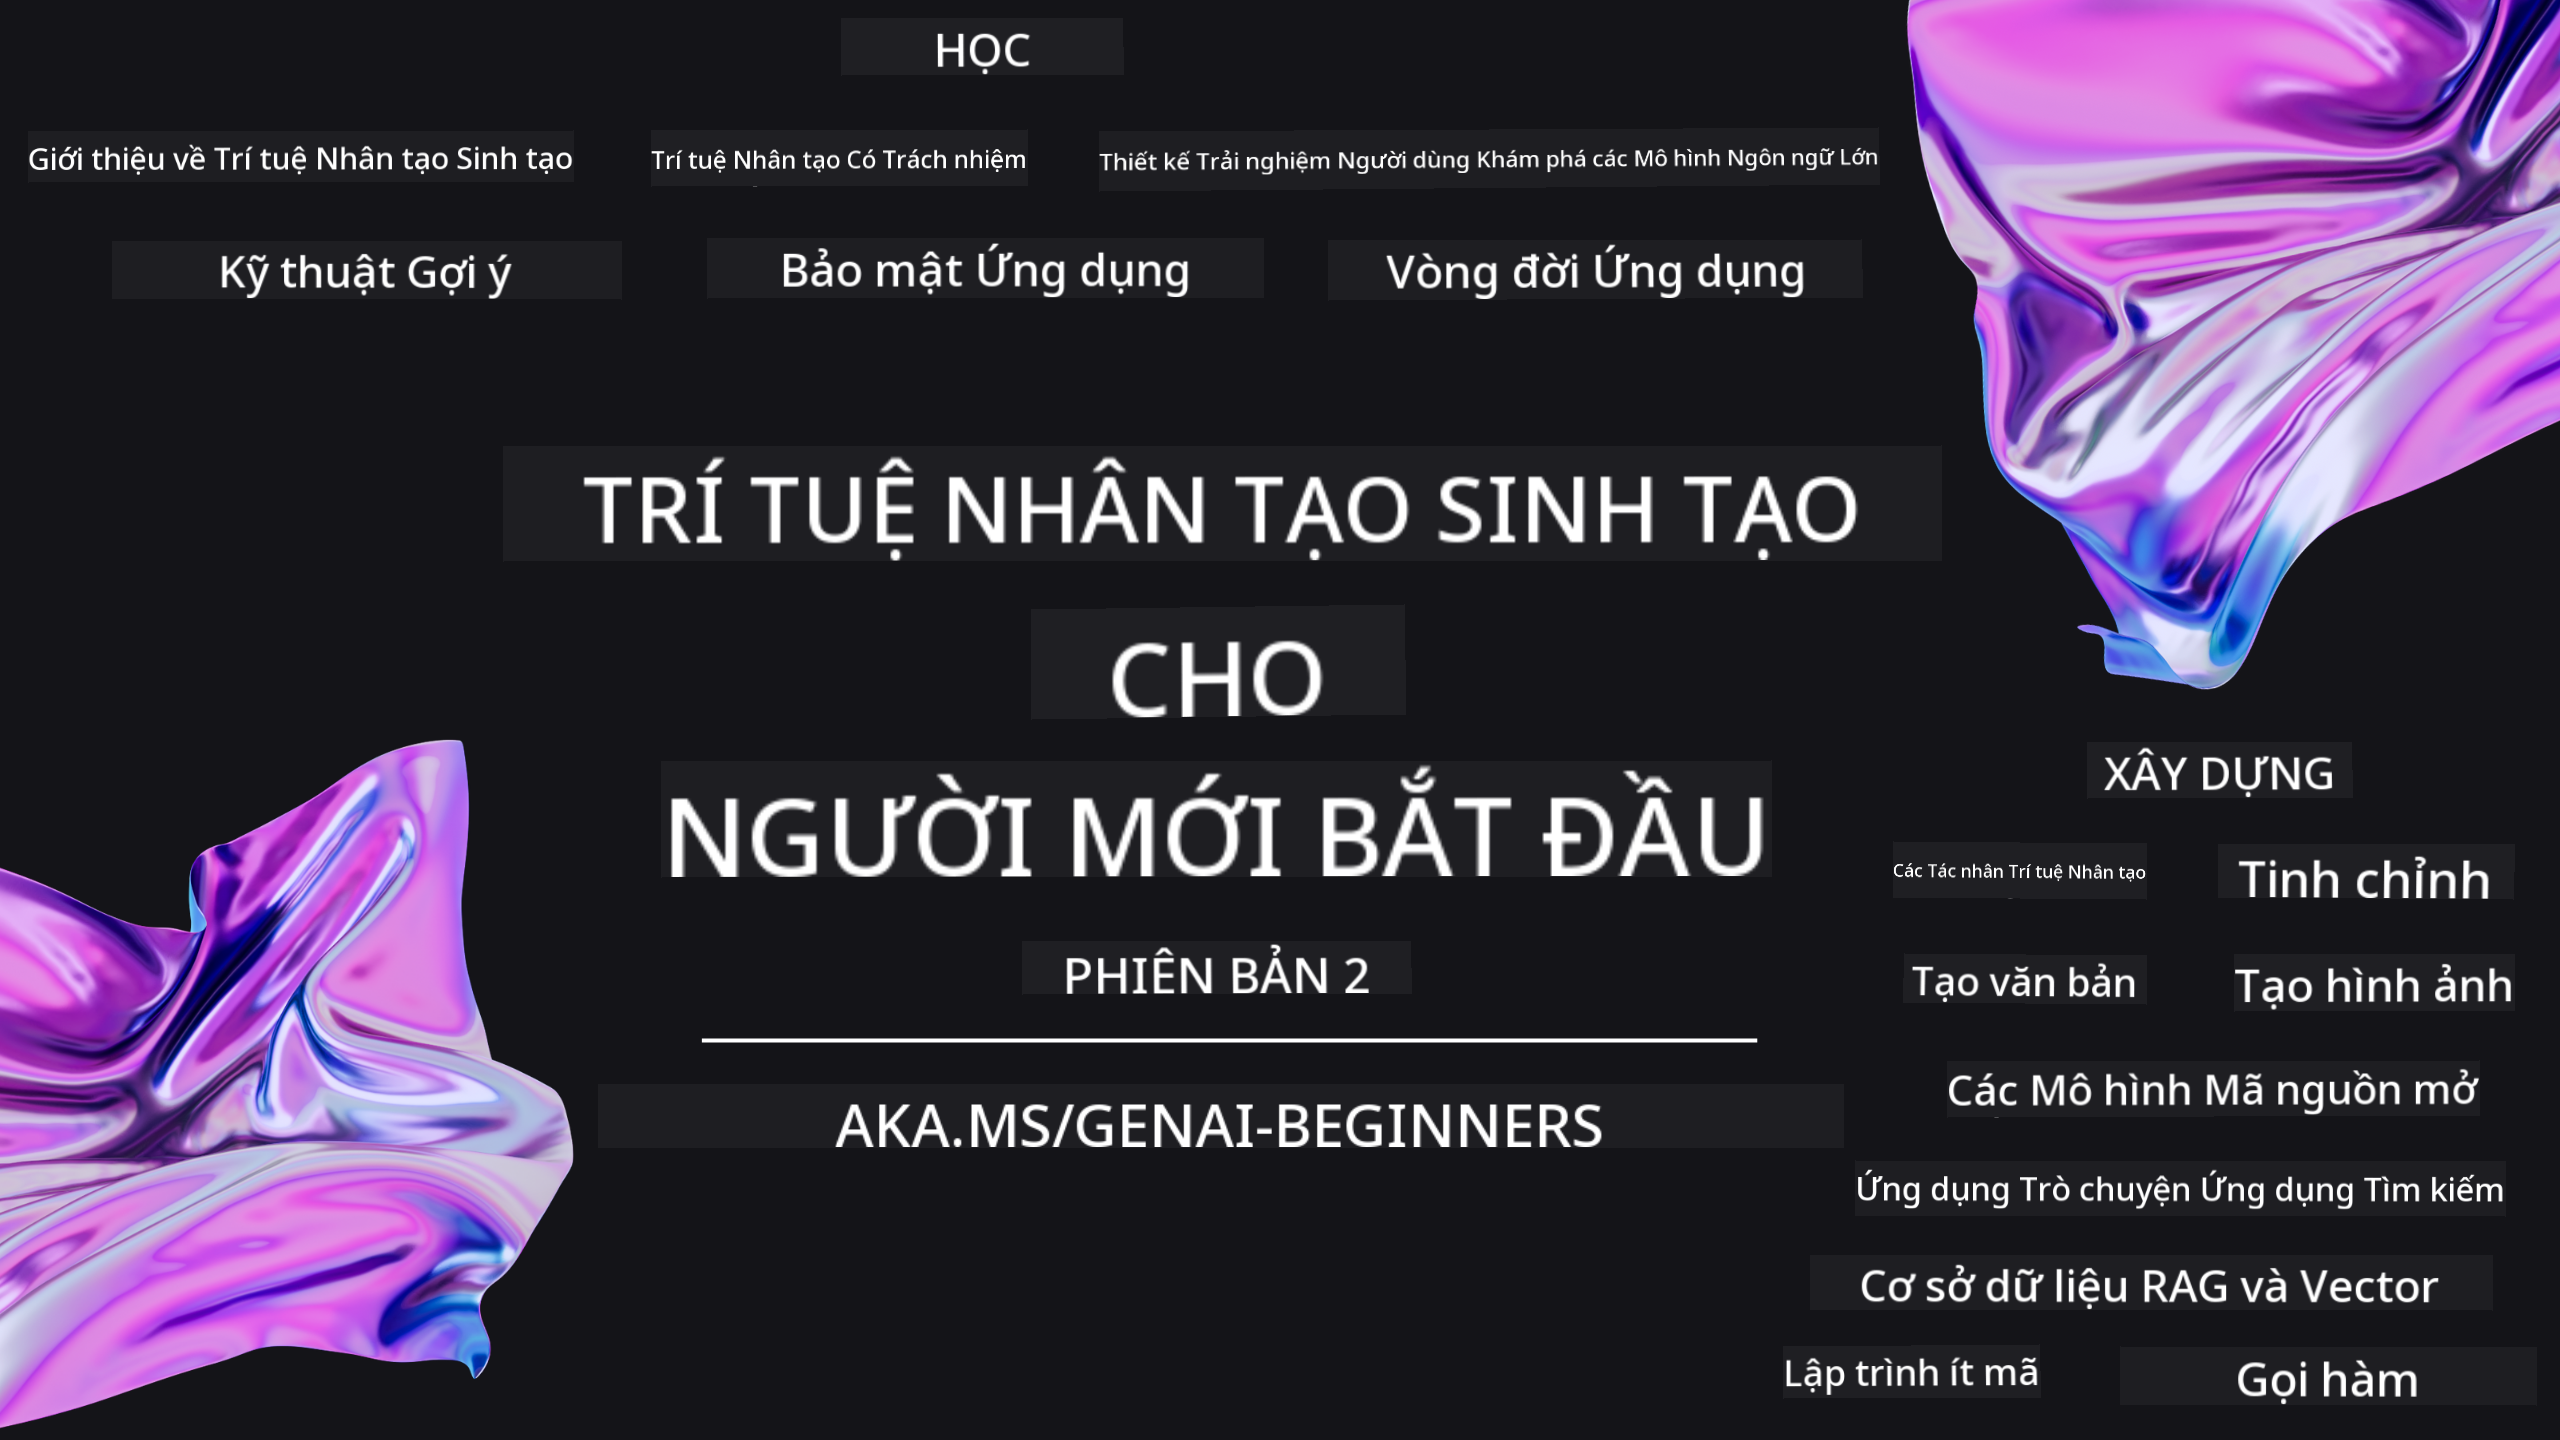 HỌC
Giới thiệu về Trí tuệ Nhân tạo Sinh tạo
Trí tuệ Nhân tạo Có Trách nhiệm
Thiết kế Trải nghiệm Người dùng Khám phá các Mô hình Ngôn ngữ Lớn
Kỹ thuật Gợi ý
Bảo mật Ứng dụng
Vòng đời Ứng dụng
TRÍ TUỆ NHÂN TẠO SINH TẠO
CHO
NGƯỜI MỚI BẮT ĐẦU
PHIÊN BẢN 2
AKA.MS/GENAI-BEGINNERS
XÂY DỰNG
Các Tác nhân Trí tuệ Nhân tạo
Tinh chỉnh
Tạo văn bản
Tạo hình ảnh
Các Mô hình Mã nguồn mở
Ứng dụng Trò chuyện Ứng dụng Tìm kiếm
Cơ sở dữ liệu RAG và Vector
Lập trình ít mã
Gọi hàm